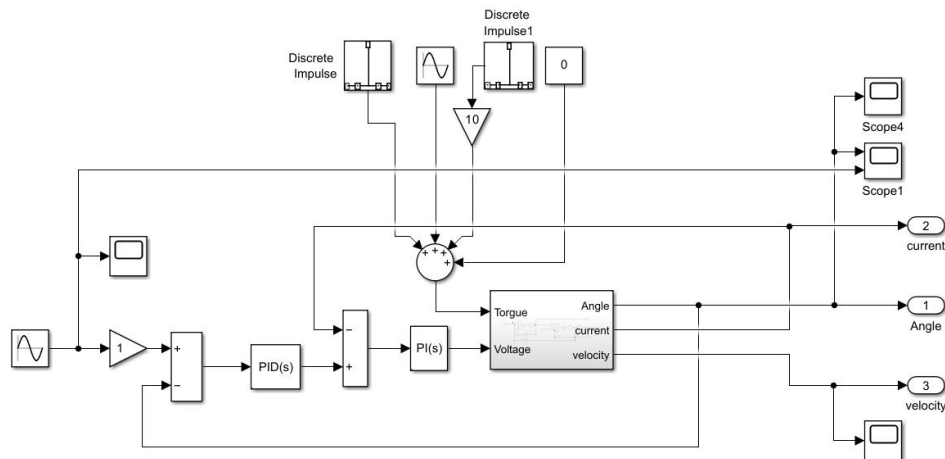 Discrete
Impulse
Discrete
Impulse1
0
10
Scope4
Scope1
2
current
1
Angle
3
velocity
1
PID(s)
PI(s)
Torgue
Voltage
Angle
current
velocity
+
−
−
+
+
+
+
+